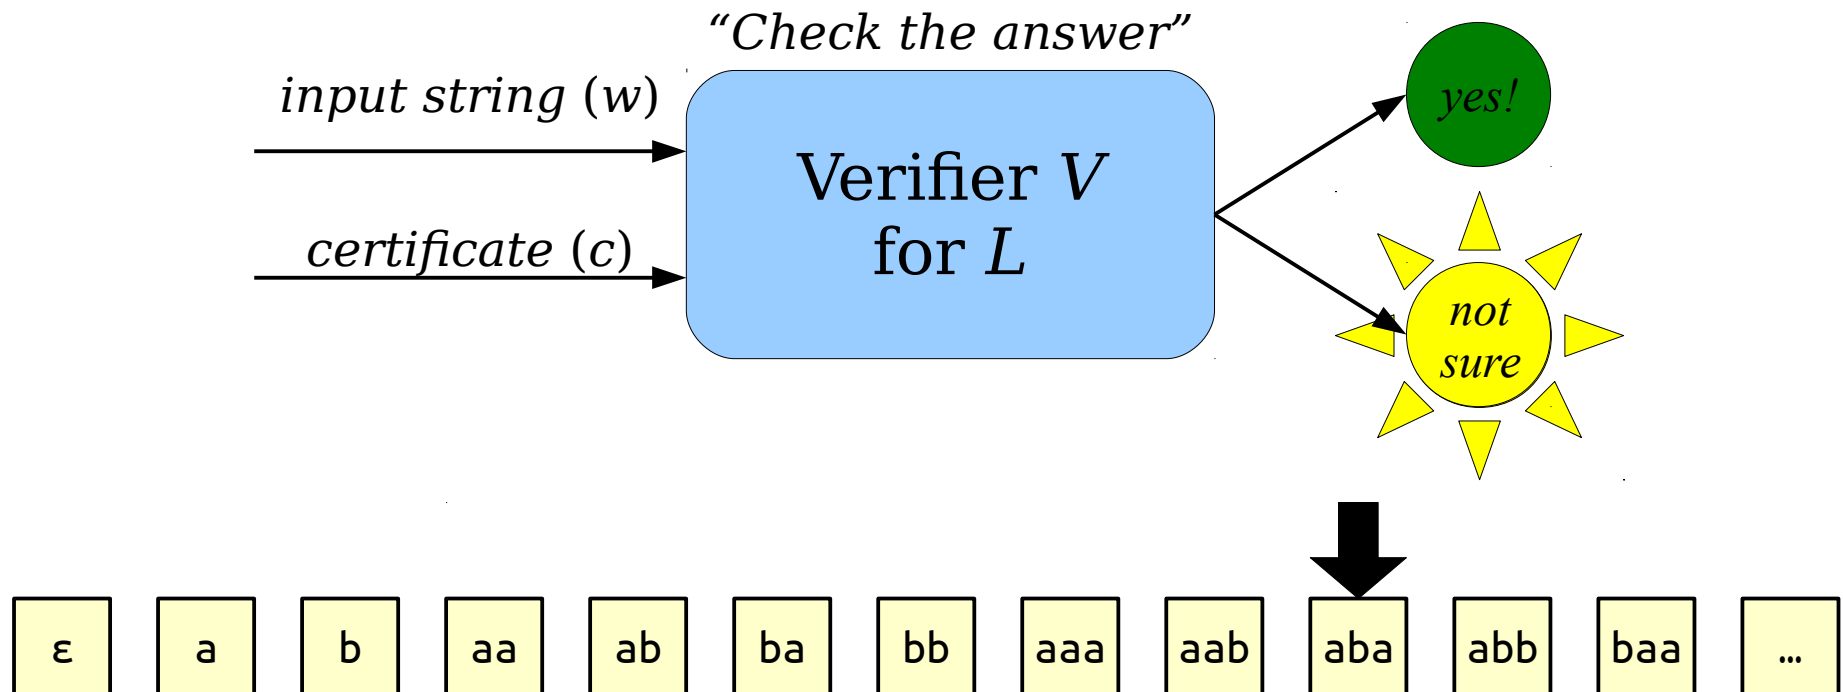 “Check the answer”
input string (w)
certificate (c)
Verifier V
for L
yes!
not
sure
ε a b aa ab ba bb aaa aab aba abb baa ...